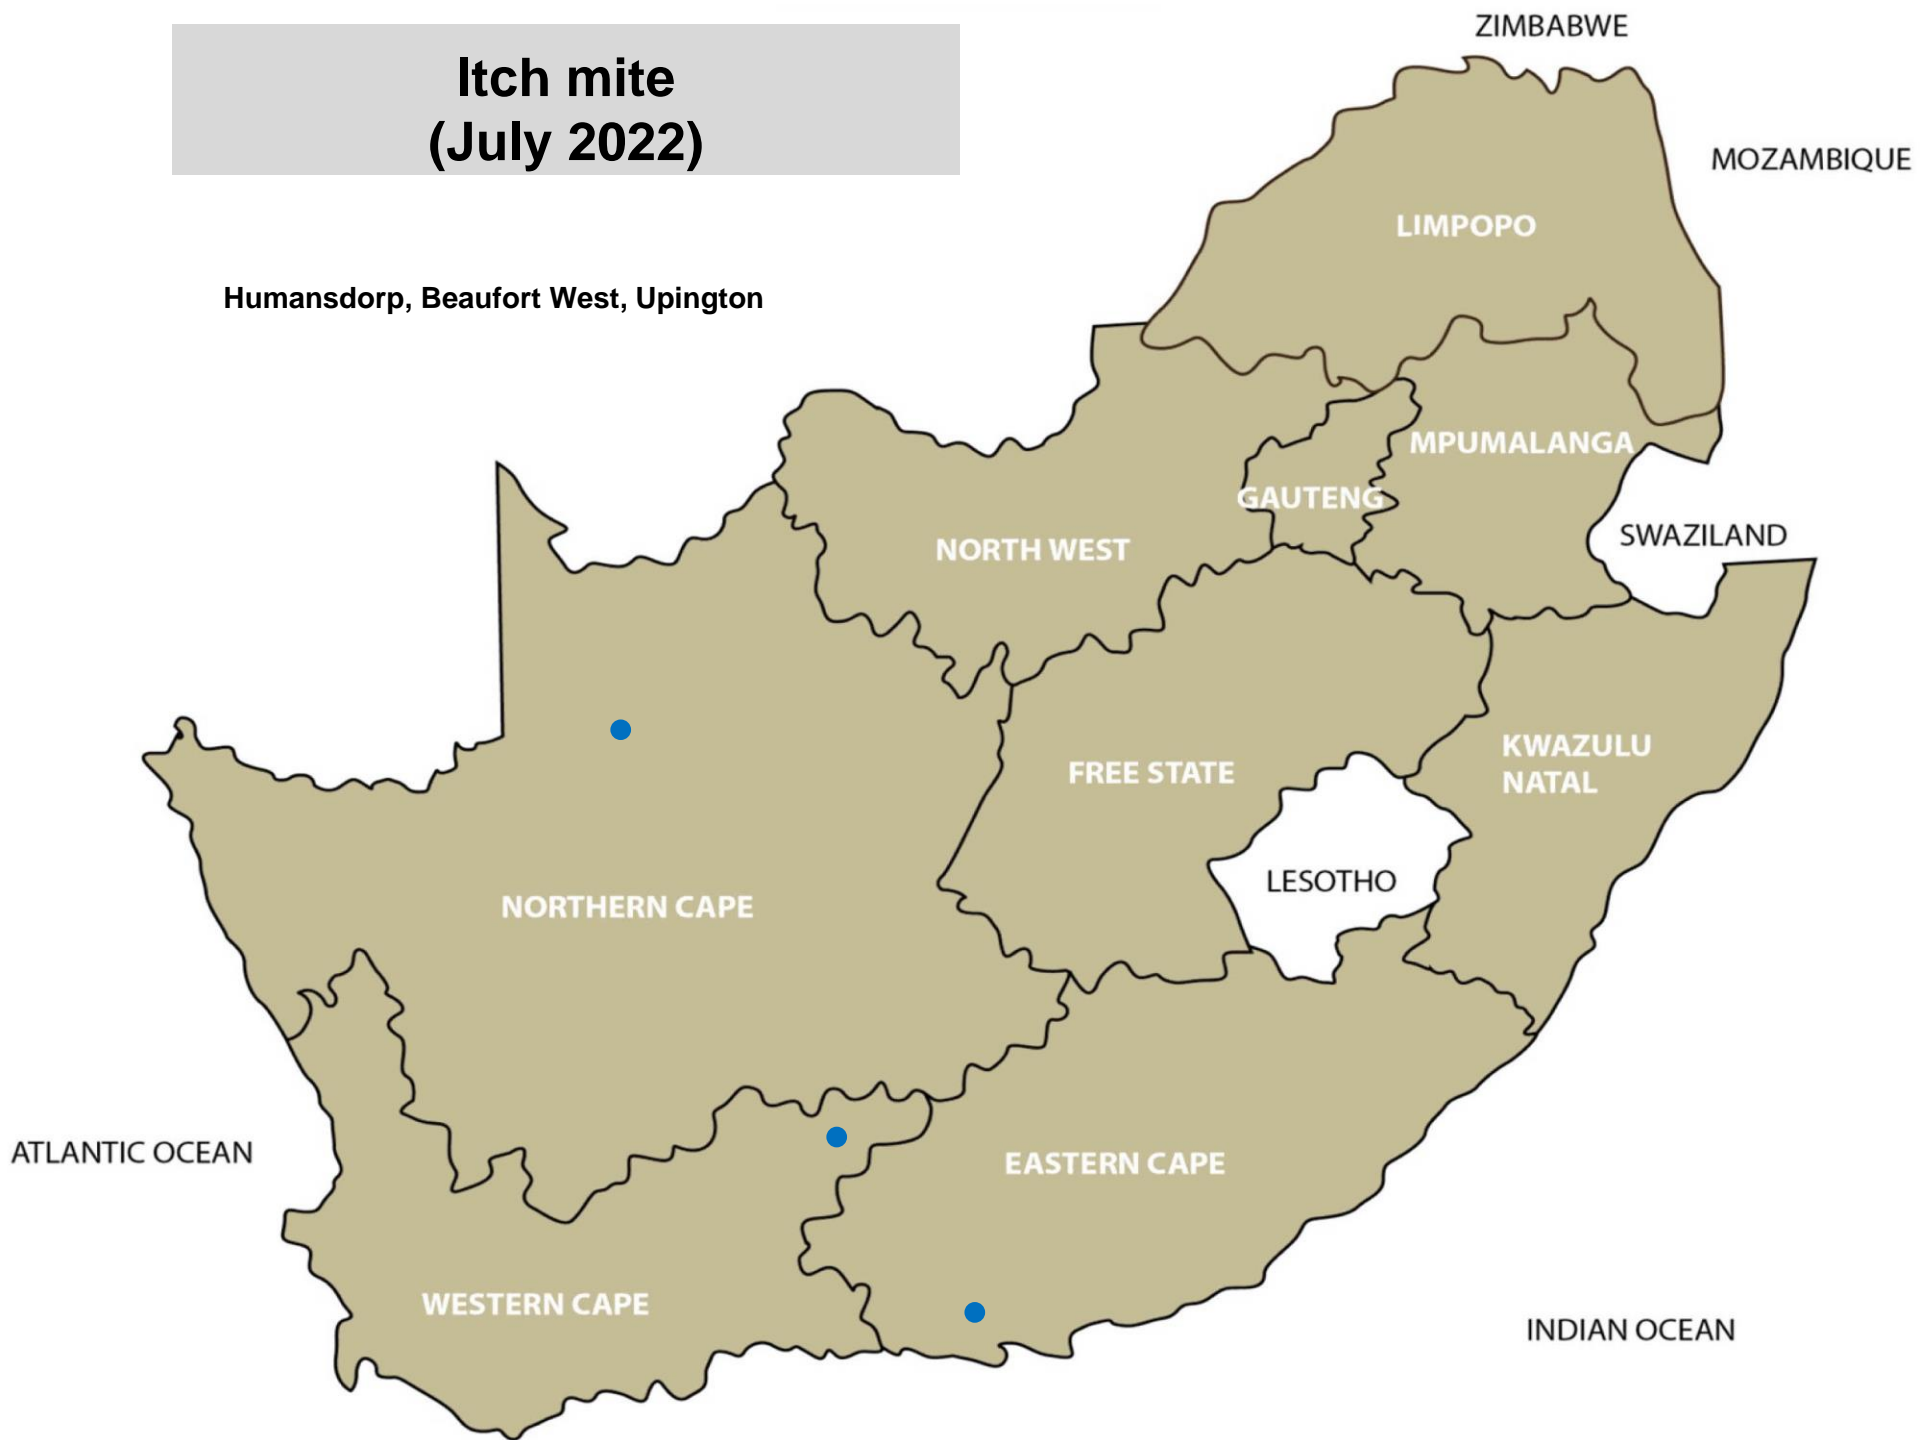 Itch mite
(July 2022)
Humansdorp, Beaufort West, Upington
ZIMBABWE
MOZAMBIQUE
LIMPOPO
MPUMALANGA
GAUTENG
SWAZILAND
NORTH WEST
KWAZULU
NATAL
FREE STATE
LESOTHO
NORTHERN CAPE
ATLANTIC OCEAN
EASTERN CAPE
WESTERN CAPE
INDIAN OCEAN